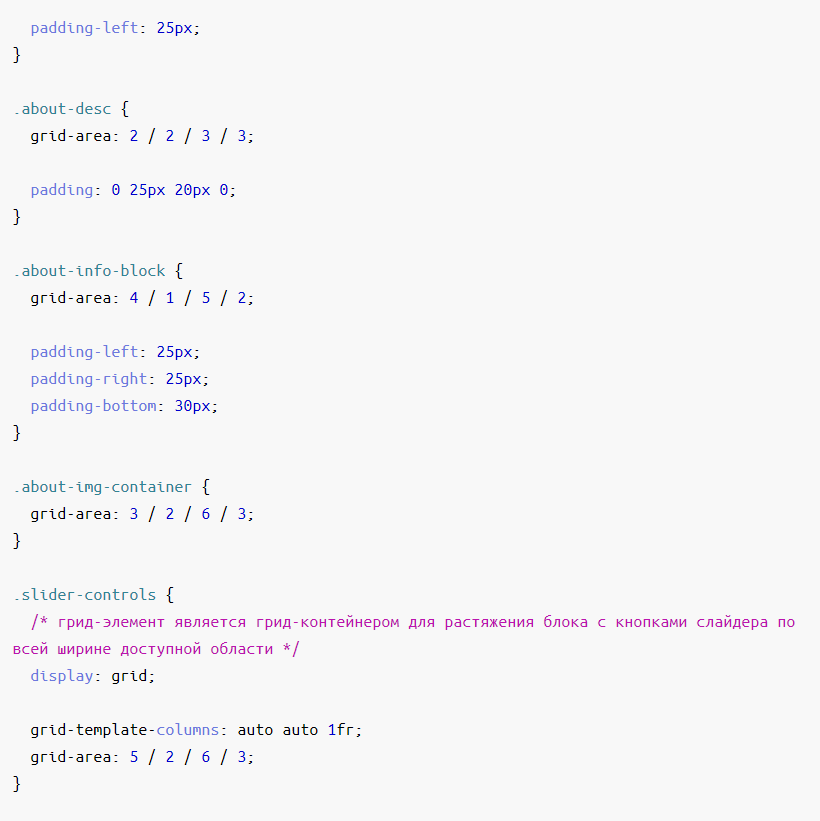 padding-left: 25px;
}

.about-desc {
  grid-area: 2 / 2 / 3 / 3;

  padding: 0 25px 20px 0;
}

.about-info-block {
  grid-area: 4 / 1 / 5 / 2;

  padding-left: 25px;
  padding-right: 25px;
  padding-bottom: 30px;
}

.about-img-container {
  grid-area: 3 / 2 / 6 / 3;
}

.slider-controls {
  /* грид-элемент является грид-контейнером для растяжения блока с кнопками слайдера по
всей ширине доступной области */
  display: grid;

  grid-template-columns: auto auto 1fr;
  grid-area: 5 / 2 / 6 / 3;
}